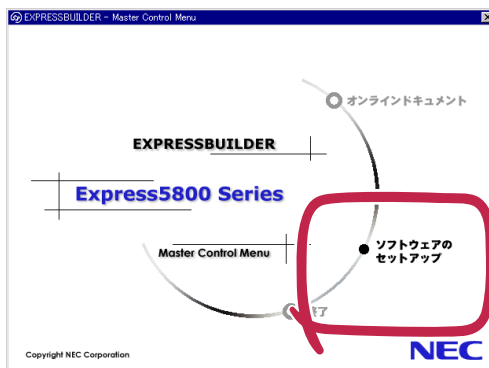 EXPRESSBUILDER - Master Control Menu
オンラインドキュメント
EXPRESSBUILDER
Express5800 Series
ソフトウェアの
セットアップ
Master Control Menu
了
Copyright NEC Corporation
NEC